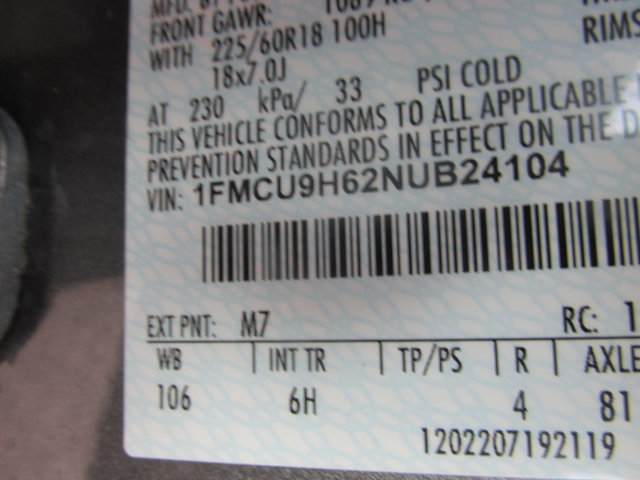 FRONT GAWR:
RIMS
WITH 225/60R18 100H
18x7.0J
AT 230 kPa/ 33 PSI COLD
THIS VEHICLE CONFORMS TO ALL APPLICABLE
PREVENTION STANDARDS IN EFFECT ON THE D
VIN: 1FMCU9H62NUB24104
EXT PNT: M7 RC: 1
WB INT TR TP/PS R AXLE
106 6H 4 81
1202207192119